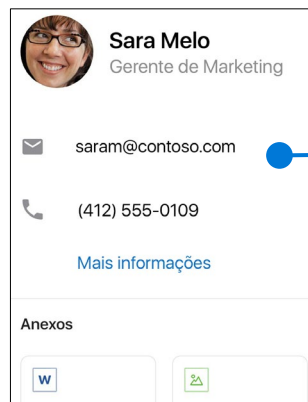 Sara Melo
Gerente de Marketing
saram@contoso.com
(412) 555-0109
Mais informações
Anexos
W